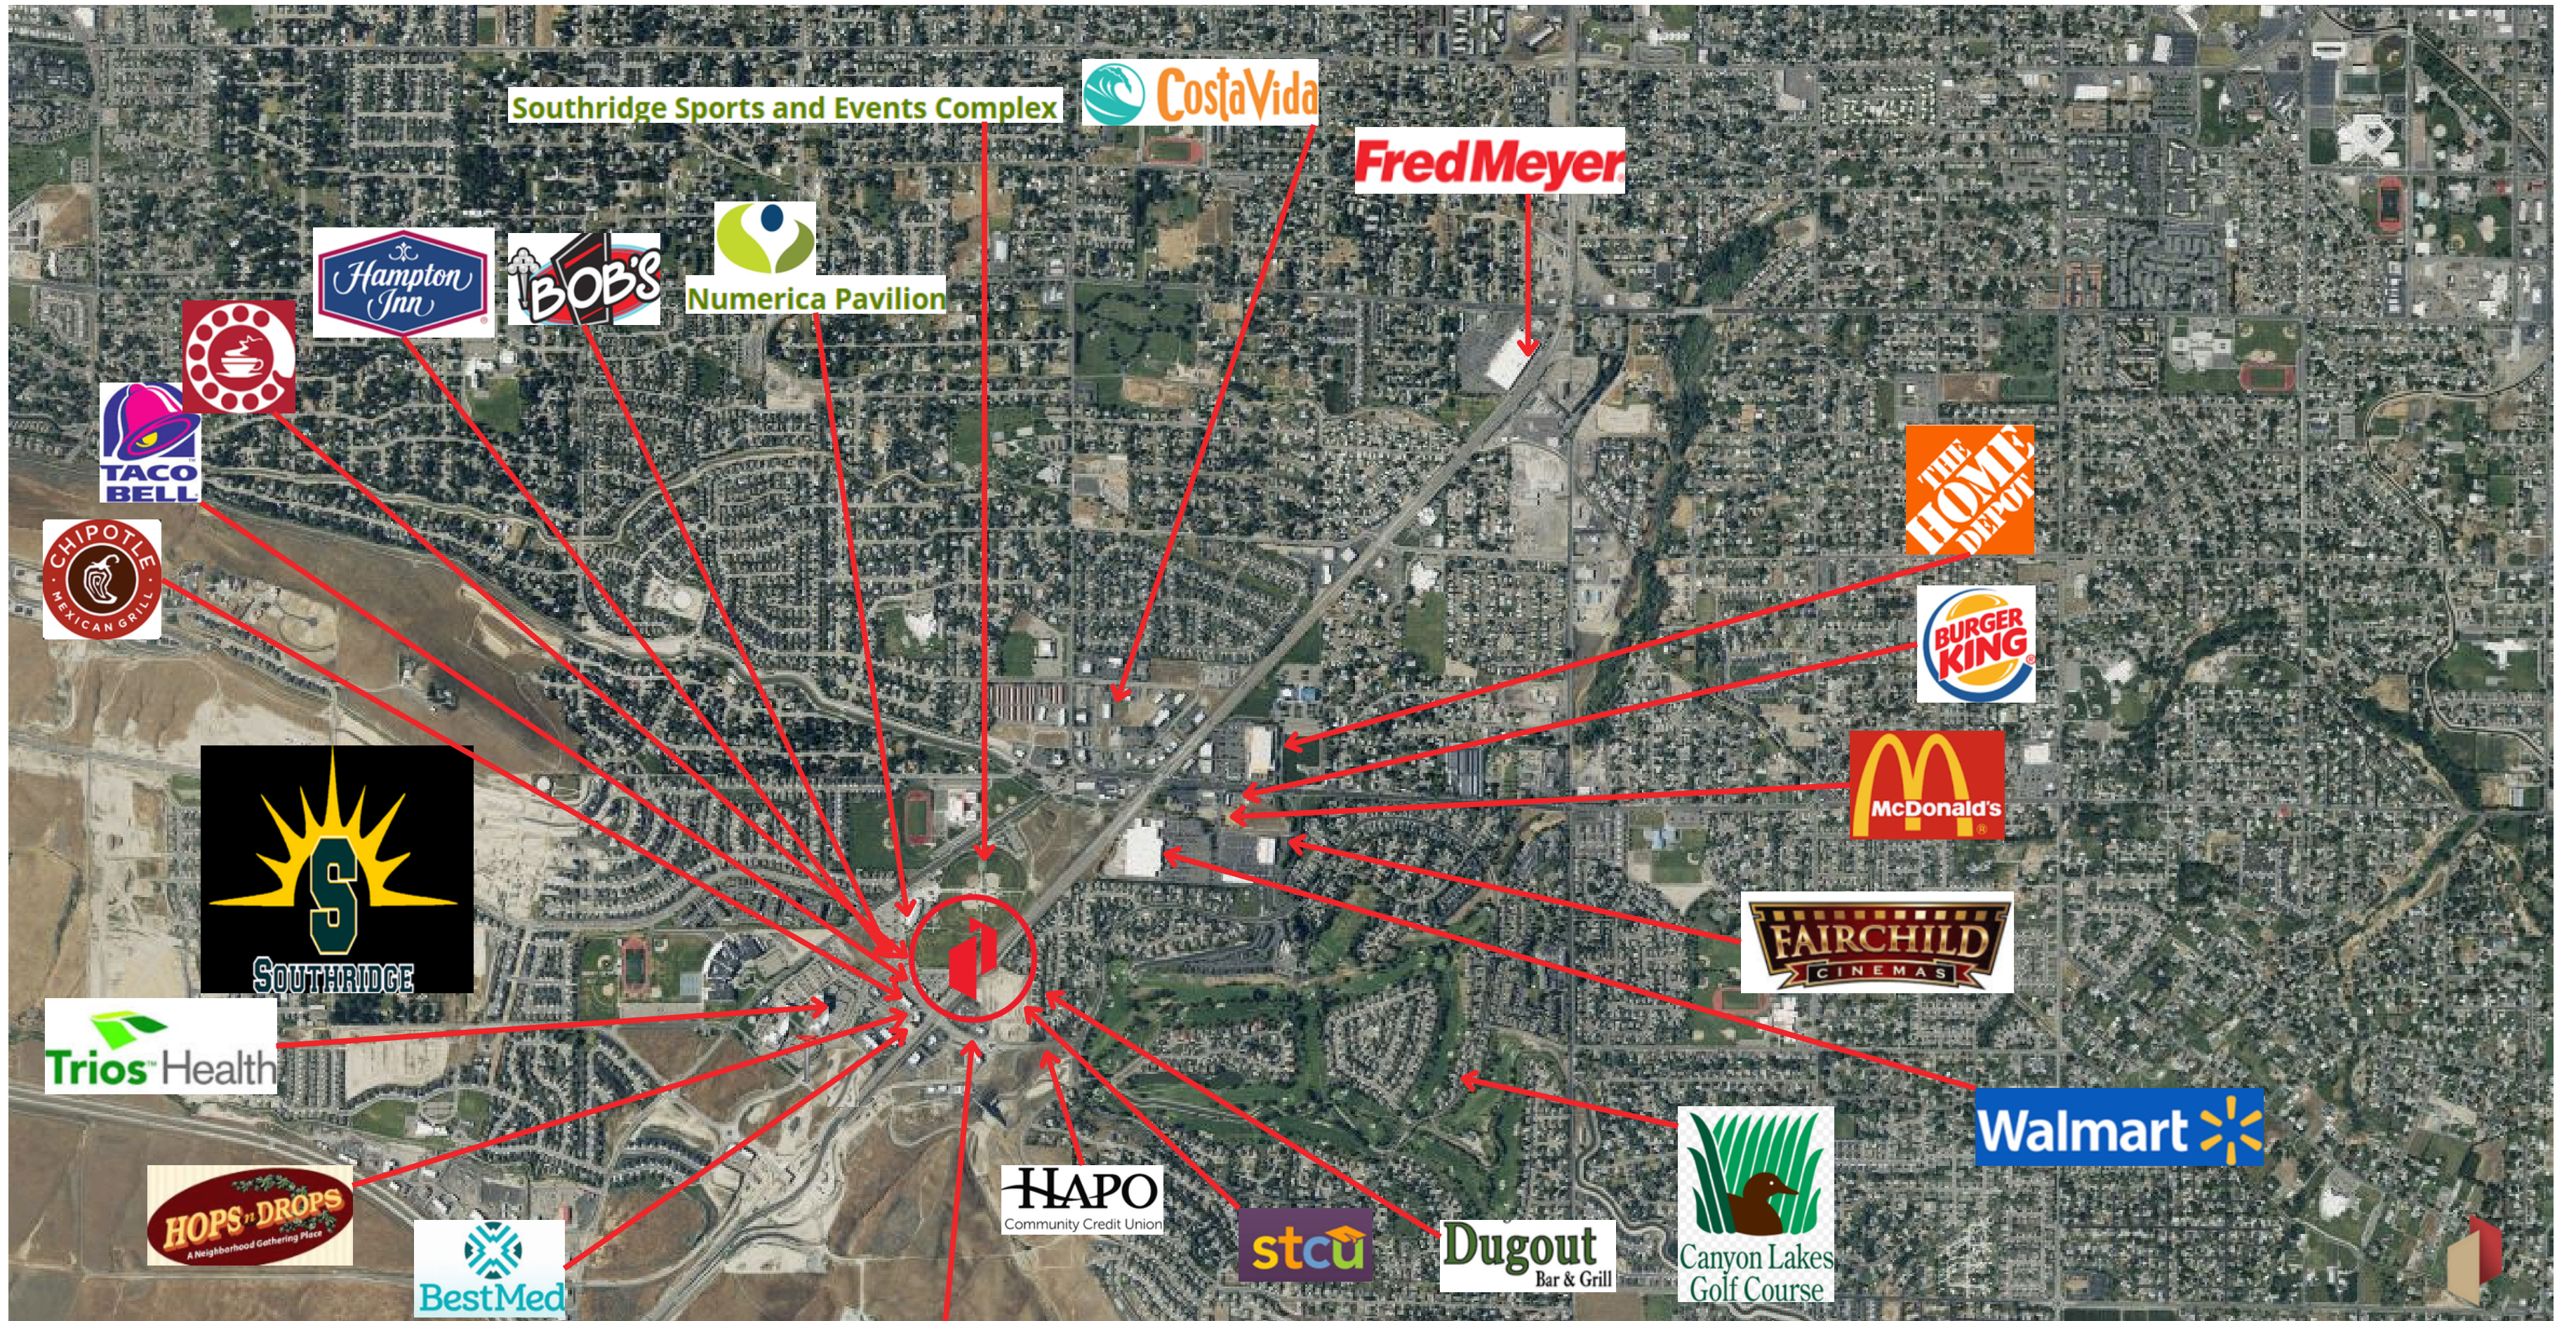 Southridge Sports and Events Complex
CostaVida
FredMeyer
Hampton
Inn
®
BOB'S
Numerica Pavilion
TACO
BELL
CHIPOTLE
MEXICAN GRILL
THE
HOME
DEPOT
BURGER
KING
®
McDonald's
®
S
SOUTHRIDGE
FAIRCHILD
CINEMAS
Trios™ Health
Walmart
HOPS n DROPS
A Neighborhood Gathering Place
BestMed
HAPO
Community Credit Union
stcu
Dugout
Bar & Grill
Canyon Lakes
Golf Course